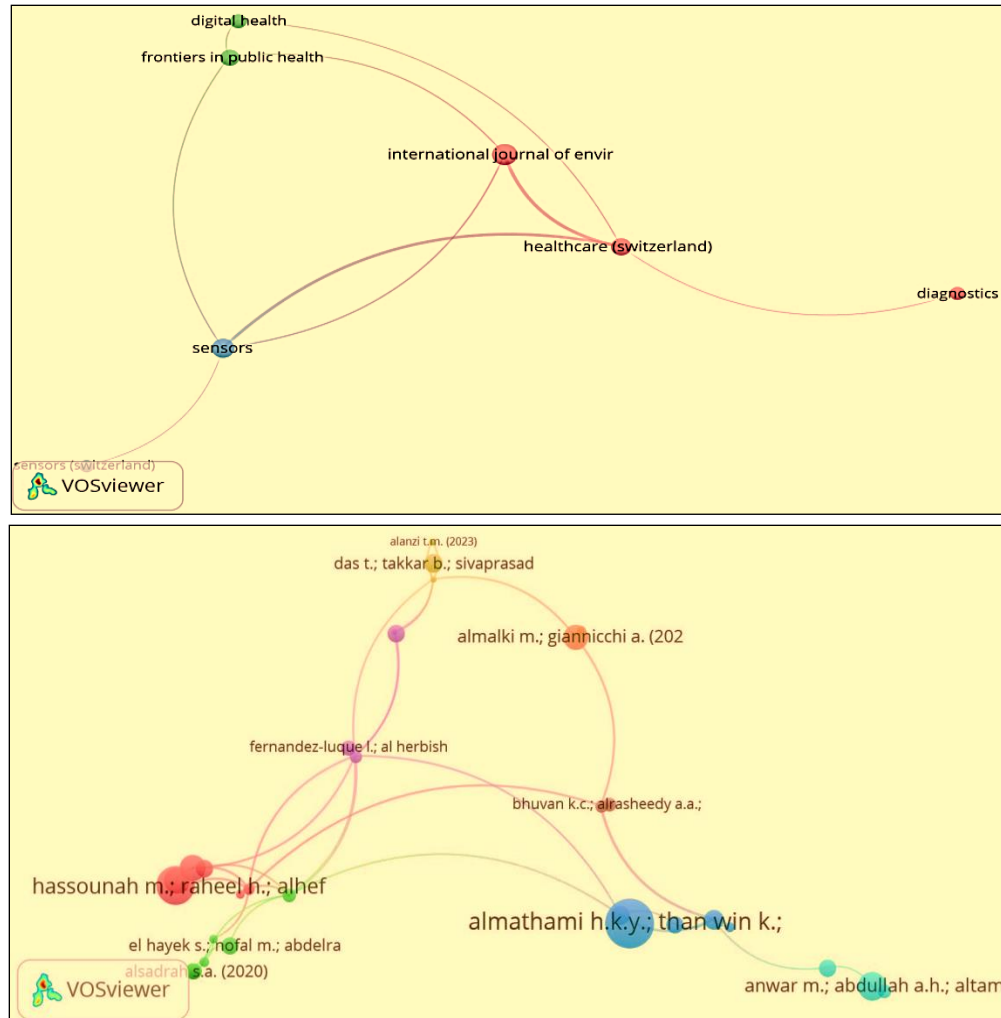 digital health
frontiers in public health
international journal of envir
healthcare (switzerland)
diagnostics
sensors
sensors (switzerland)
VOSviewer
alanzi t.m. (2023)
das t.; takkar b.; sivaprasad
almalki m.; giannicchi a. (202
fernandez-luque l.; al herbish
bhuvan k.c.; alrasheedy a.a.;
hassounah m.; raheel h.; alhef
almathami h.k.y.; than win k.;
el hayek s.; nofal m.; abdelra
alsadrah s.a. (2020)
anwar m.; abdullah a.h.; altam
VOSviewer